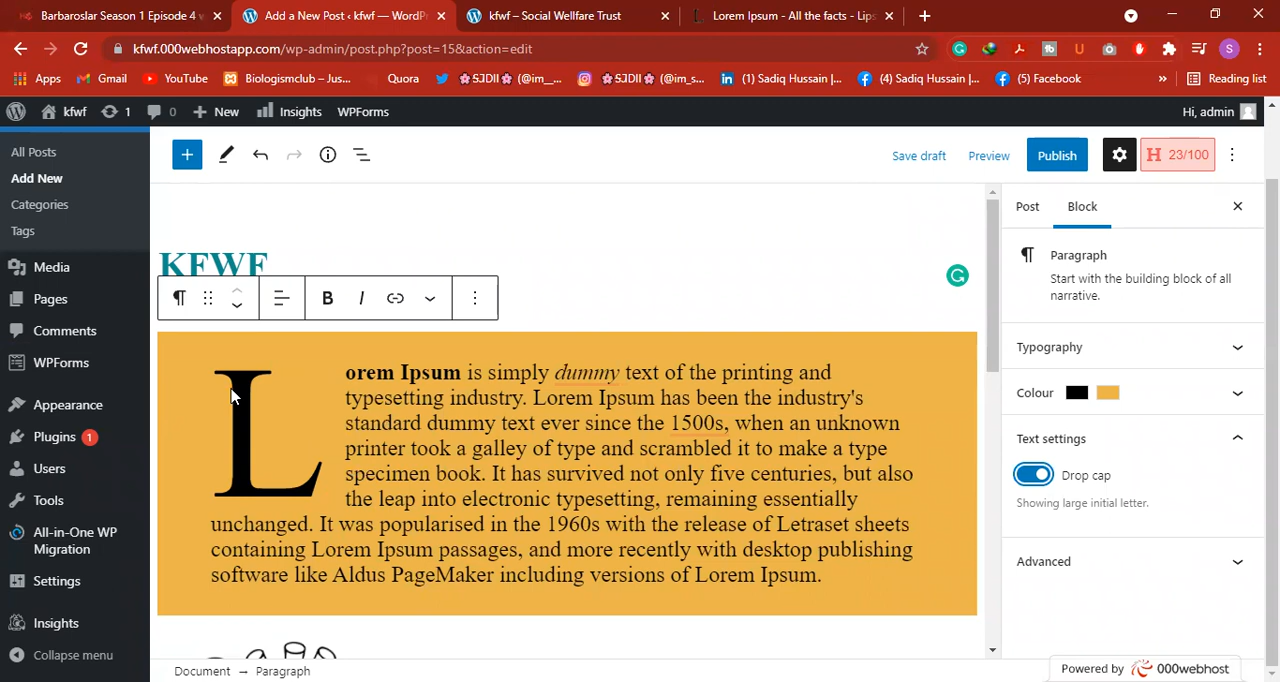 Barbaroslar Season 1 Episode 4 w
Add a New Post ‹ kfwf — WordPr
kfwf – Social Wellfare Trust
Lorem Ipsum - All the facts - Lips
kfwf.000webhostapp.com/wp-admin/post.php?post=15&action=edit
Apps
Gmail
YouTube
Biologismclub – Jus...
Quora
✿SJDII✿ (@im__...
✿SJDII✿ (@im_s...
(1) Sadiq Hussain |...
(4) Sadiq Hussain |...
(5) Facebook
»
Reading list
kfwf
1
0
New
Insights
WPForms
Hi, admin
All Posts
Add New
Categories
Tags
Media
Pages
Comments
WPForms
Appearance
Plugins 1
Users
Tools
All-in-One WP
Migration
Settings
Insights
Collapse menu
Save draft
Preview
Publish
H 23/100
KFWF
B
I
Lorem Ipsum is simply dummy text of the printing and
typesetting industry. Lorem Ipsum has been the industry's
standard dummy text ever since the 1500s, when an unknown
printer took a galley of type and scrambled it to make a type
specimen book. It has survived not only five centuries, but also
the leap into electronic typesetting, remaining essentially
unchanged. It was popularised in the 1960s with the release of Letraset sheets
containing Lorem Ipsum passages, and more recently with desktop publishing
software like Aldus PageMaker including versions of Lorem Ipsum.
Document → Paragraph
Post
Block
Paragraph
Start with the building block of all
narrative.
Typography
Colour
Text settings
Drop cap
Showing large initial letter.
Advanced
Powered by 000webhost